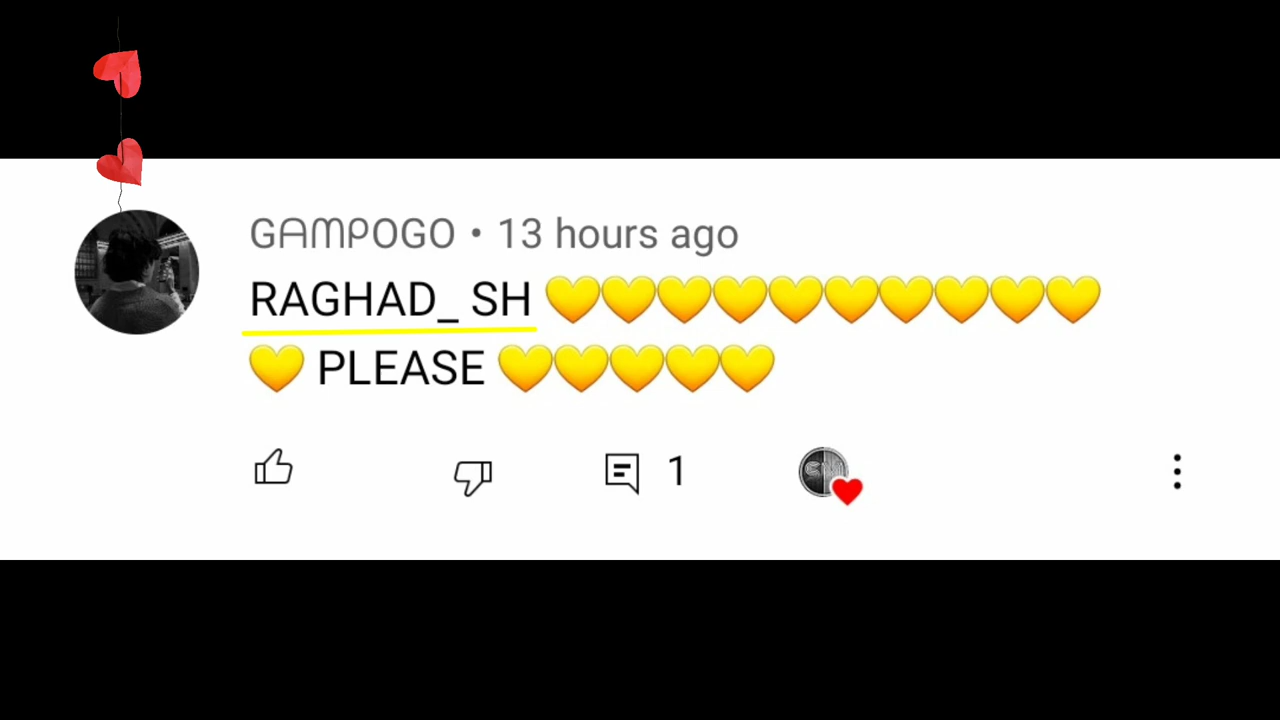 GAMPOGO • 13 hours ago
RAGHAD_ SH 💛💛💛💛💛💛💛💛💛💛
💛 PLEASE 💛💛💛💛💛
1